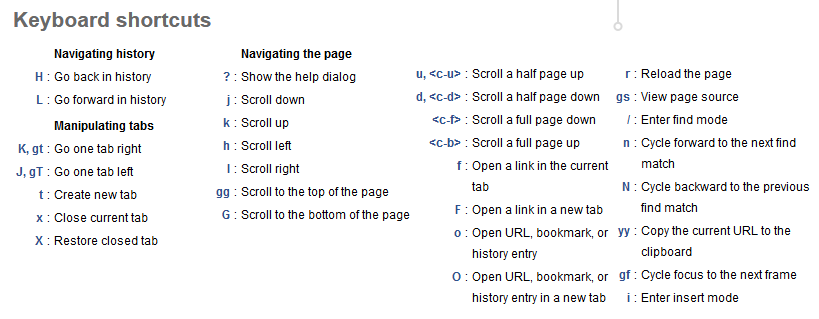 Keyboard shortcuts
Navigating history
H : Go back in history
L : Go forward in history
Manipulating tabs
K, gt : Go one tab right
J, gT : Go one tab left
t : Create new tab
x : Close current tab
X : Restore closed tab
Navigating the page
? : Show the help dialog
j : Scroll down
k : Scroll up
h : Scroll left
l : Scroll right
gg : Scroll to the top of the page
G : Scroll to the bottom of the page
u, <c-u> : Scroll a half page up
d, <c-d> : Scroll a half page down
<c-f> : Scroll a full page down
<c-b> : Scroll a full page up
f : Open a link in the current
tab
F : Open a link in a new tab
o : Open URL, bookmark, or
history entry
O : Open URL, bookmark, or
history entry in a new tab
r : Reload the page
gs : View page source
/ : Enter find mode
n : Cycle forward to the next find
match
N : Cycle backward to the previous
find match
yy : Copy the current URL to the
clipboard
gf : Cycle focus to the next frame
i : Enter insert mode